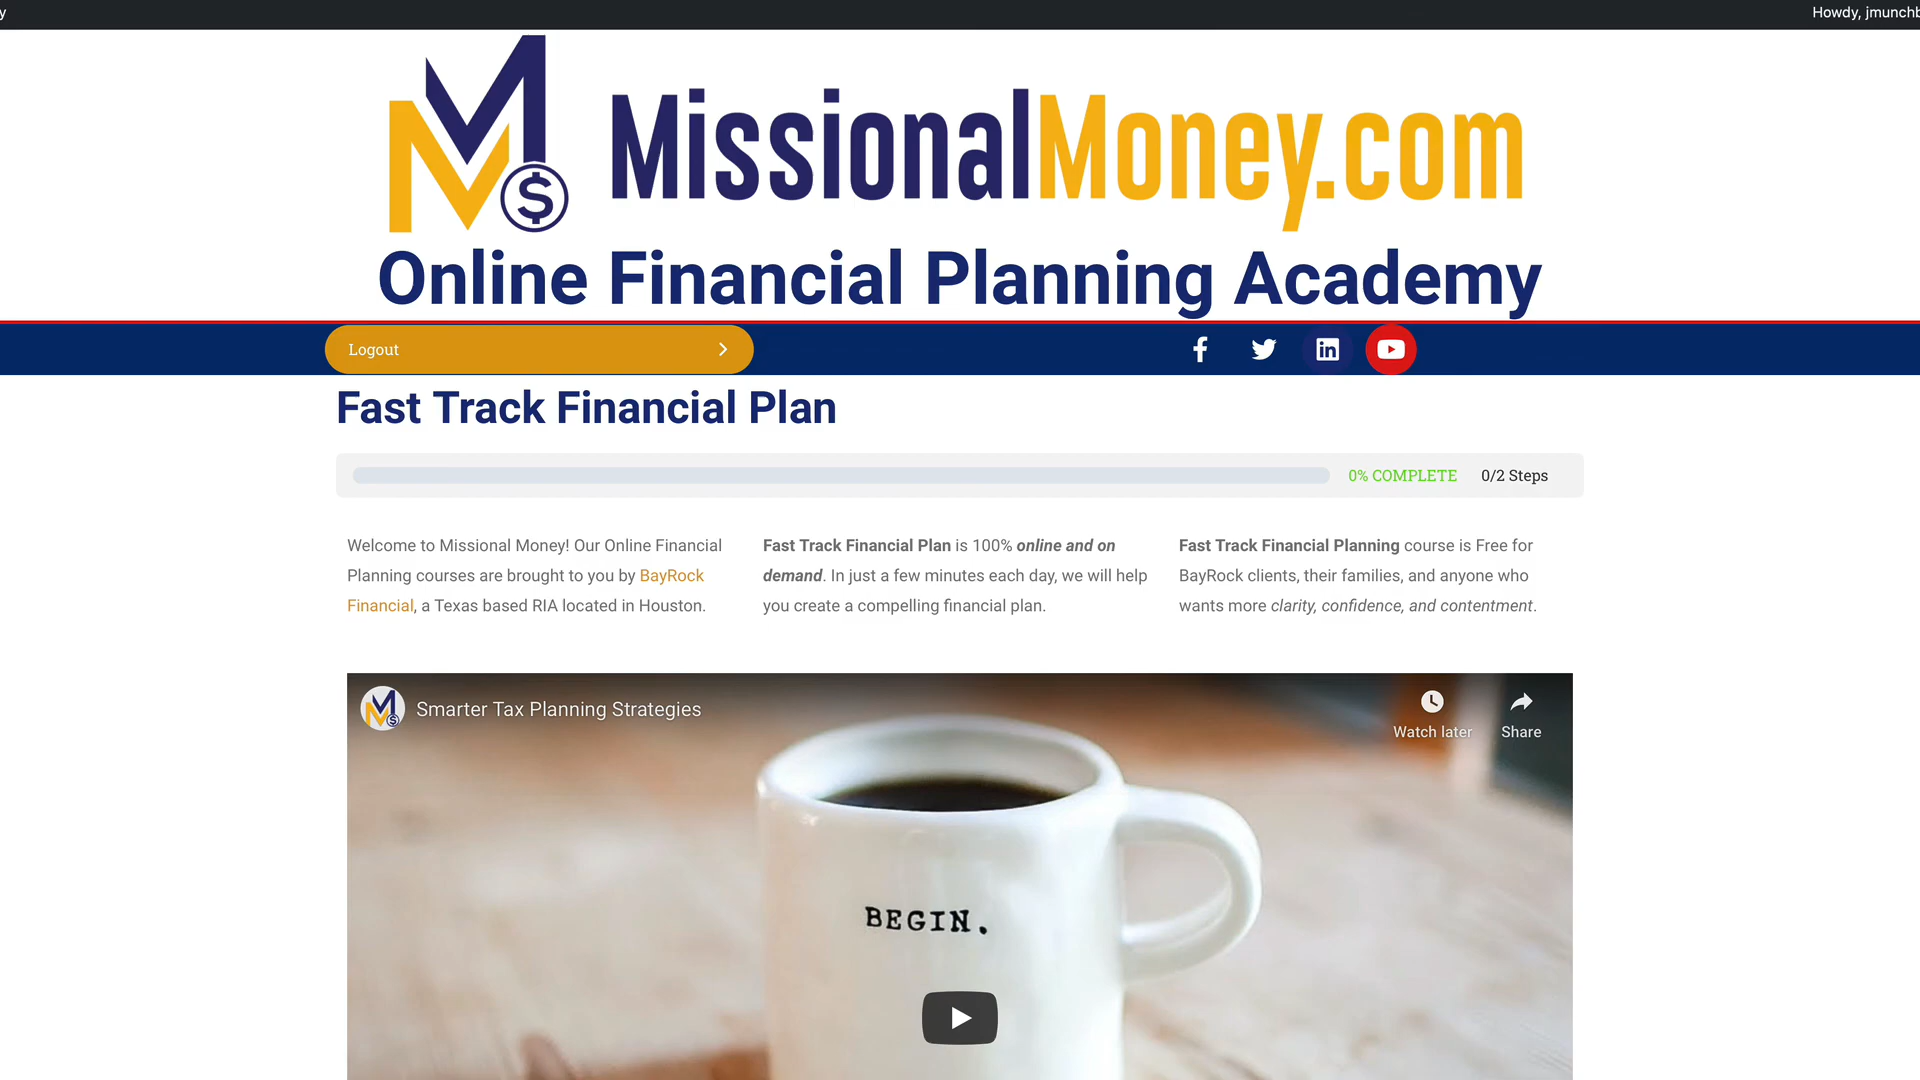 Howdy,
MissionalMoney.com
Online Financial Planning Academy
Logout
Fast Track Financial Plan
0% COMPLETE 0/2 Steps
Welcome to Missional Money! Our Online Financial
Planning courses are brought to you by BayRock
Financial, a Texas based RIA located in Houston.
Fast Track Financial Plan is 100% online and on
demand. In just a few minutes each day, we will help
you create a compelling financial plan.
Fast Track Financial Planning course is Free for
BayRock clients, their families, and anyone who
wants more clarity, confidence, and contentment.
Smarter Tax Planning Strategies
Watch later
Share
BEGIN.